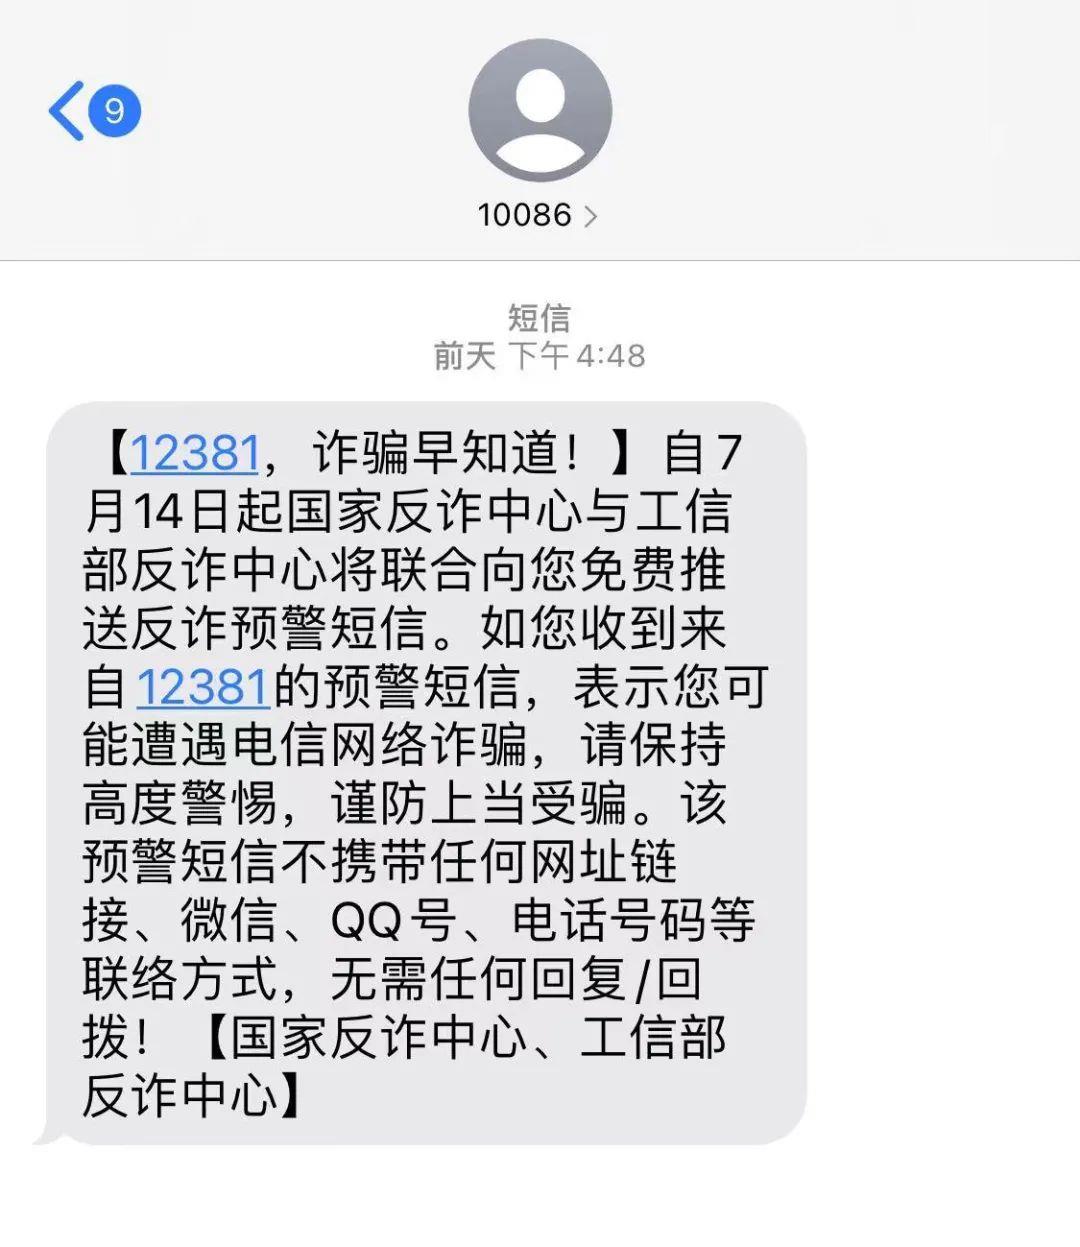 9
10086
短信
前天 下午4:48
【12381，诈骗早知道！】自7
月14日起国家反诈中心与工信
部反诈中心将联合向您免费推
送反诈预警短信。如您收到来
自12381的预警短信，表示您可
能遭遇电信网络诈骗，请保持
高度警惕，谨防上当受骗。该
预警短信不携带任何网址链
接、微信、QQ号、电话号码等
联络方式，无需任何回复/回
拨！【国家反诈中心、工信部
反诈中心】